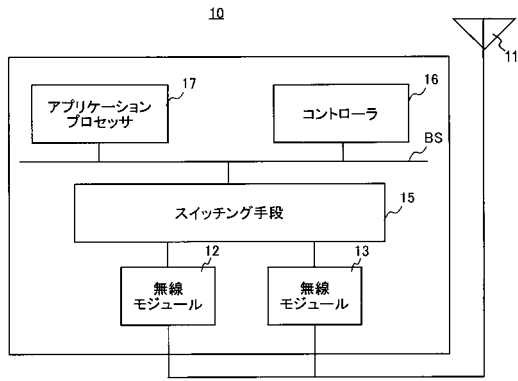 10
11
17
アプリケーション
プロセッサ
16
コントローラ
BS
スイッチング手段
15
12
無線
モジュール
13
無線
モジュール